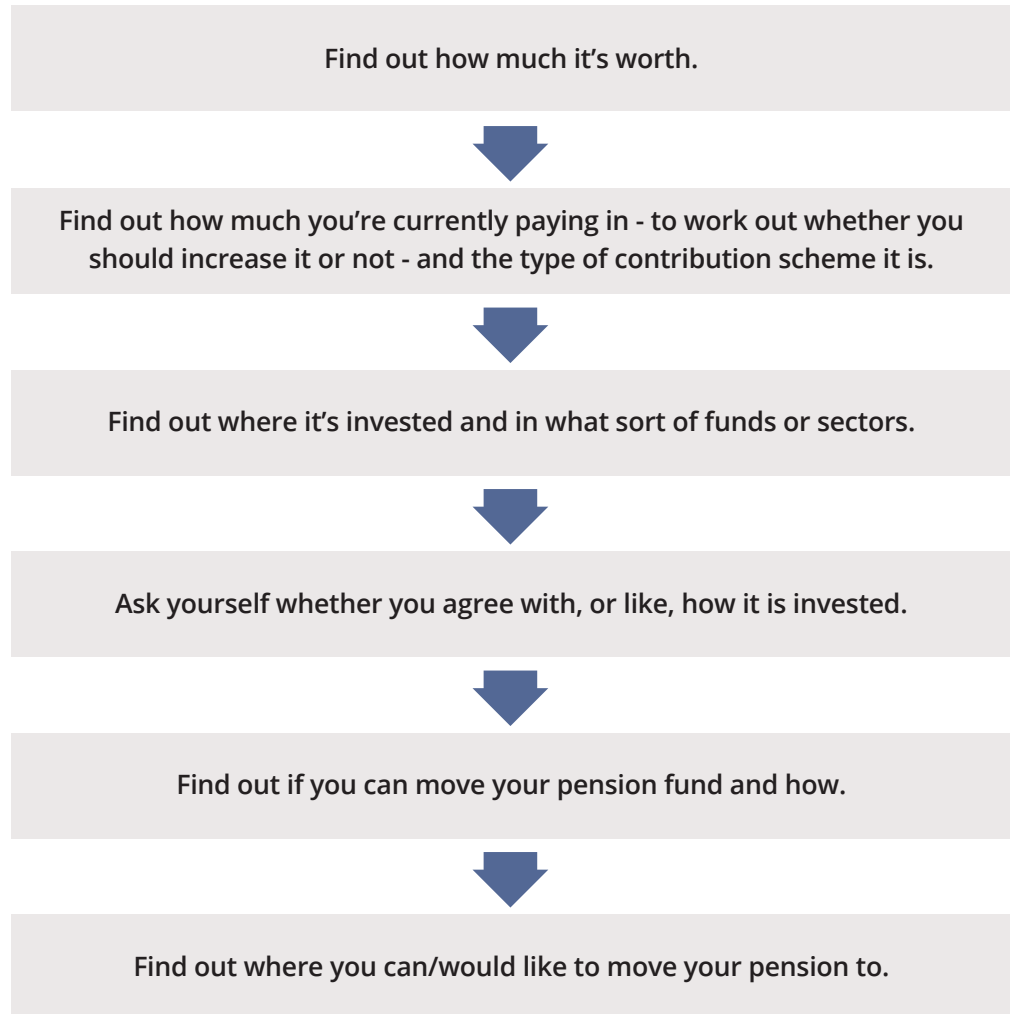 Find out how much it’s worth.
Find out how much you’re currently paying in - to work out whether you
should increase it or not - and the type of contribution scheme it is.
Find out where it’s invested and in what sort of funds or sectors.
Ask yourself whether you agree with, or like, how it is invested.
Find out if you can move your pension fund and how.
Find out where you can/would like to move your pension to.